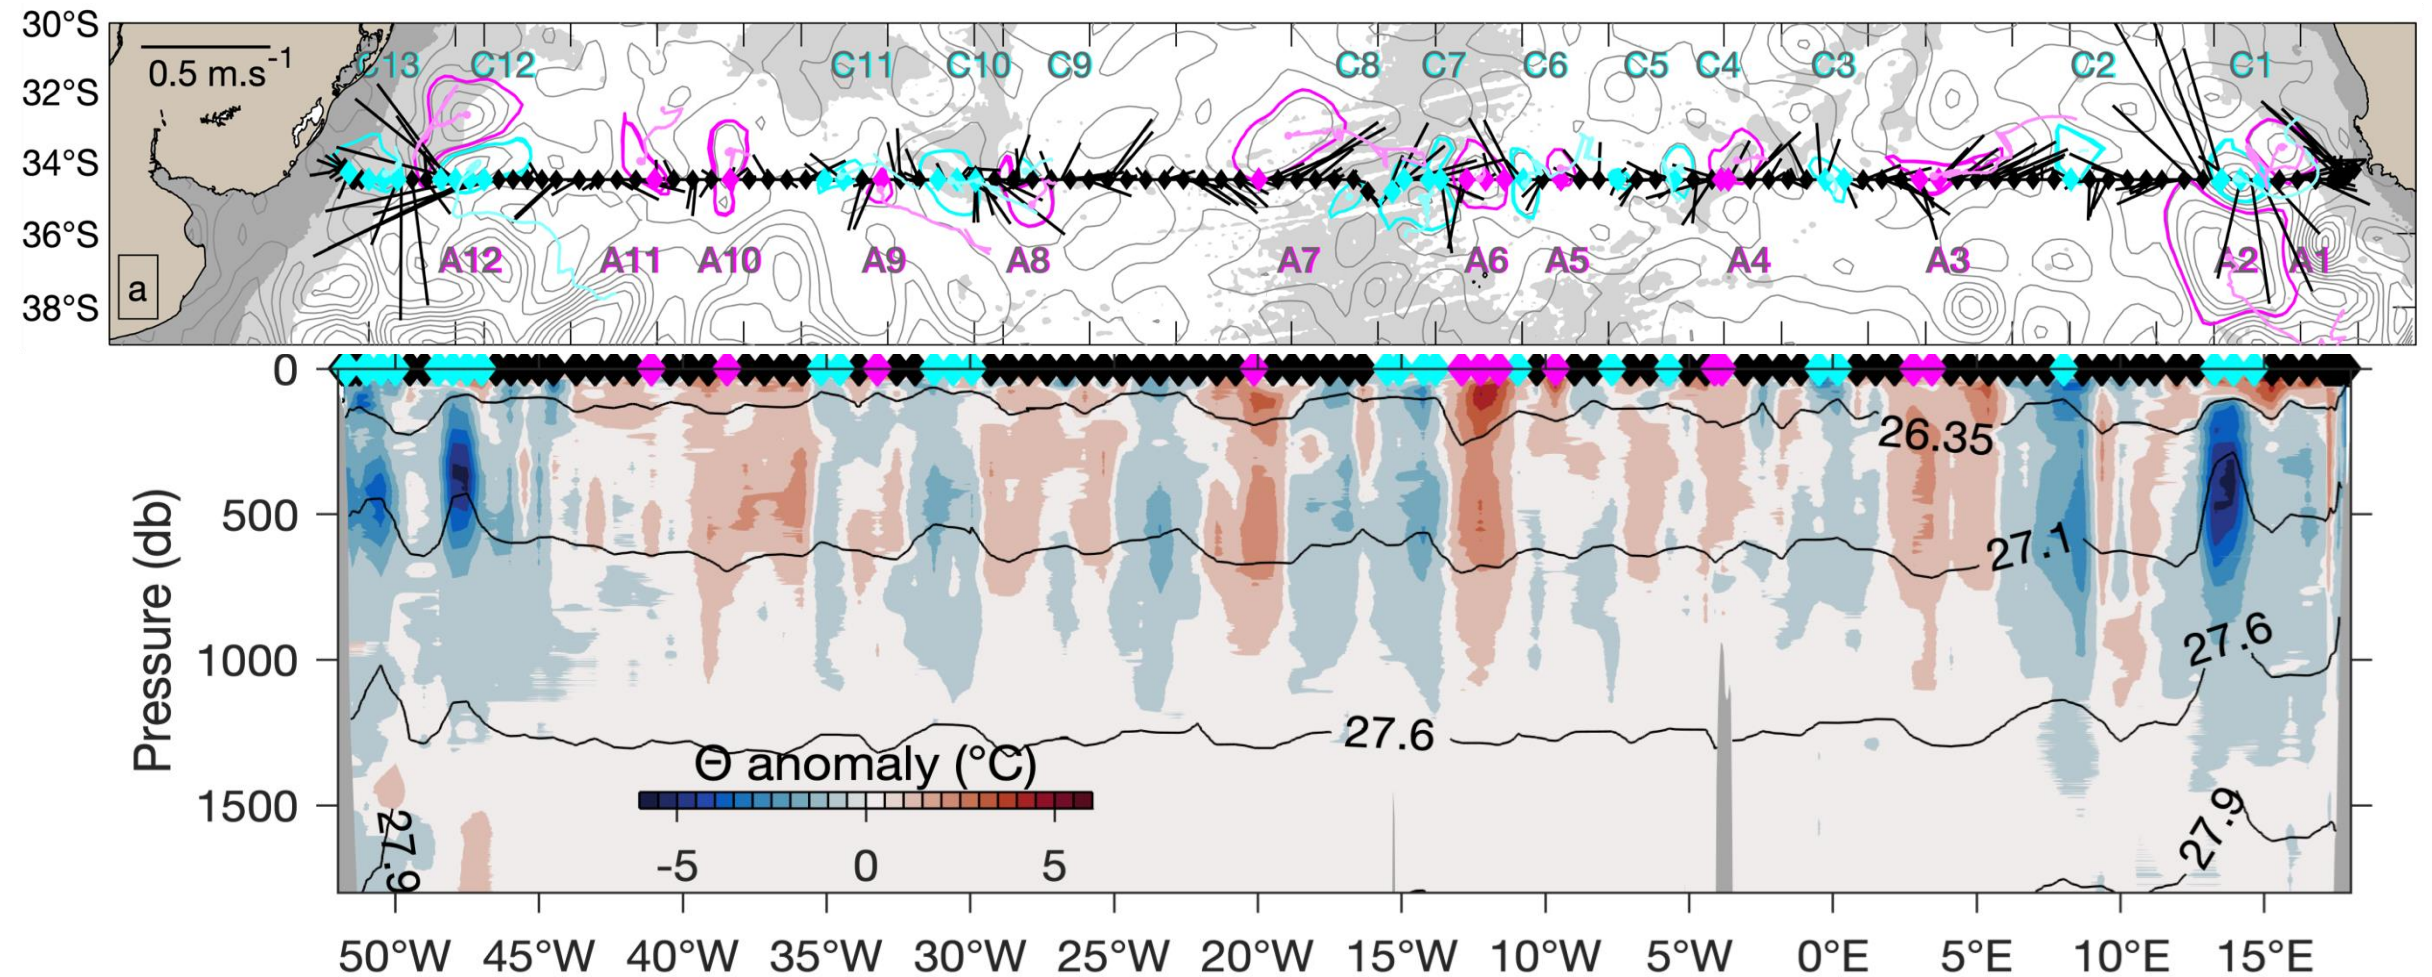 30°S
32°S
34°S
36°S
38°S
0.5 m.s⁻¹
C13 C12 C11 C10 C9 C8 C7 C6 C5 C4 C3 C2 C1
A12 A11 A10 A9 A8 A7 A6 A5 A4 A3 A2 A1
a
0
500
1000
1500
Pressure (db)
26.35
27.1
27.6
27.6
27.9
27.9
Θ anomaly (°C)
-5 0 5
50°W 45°W 40°W 35°W 30°W 25°W 20°W 15°W 10°W 5°W 0°E 5°E 10°E 15°E